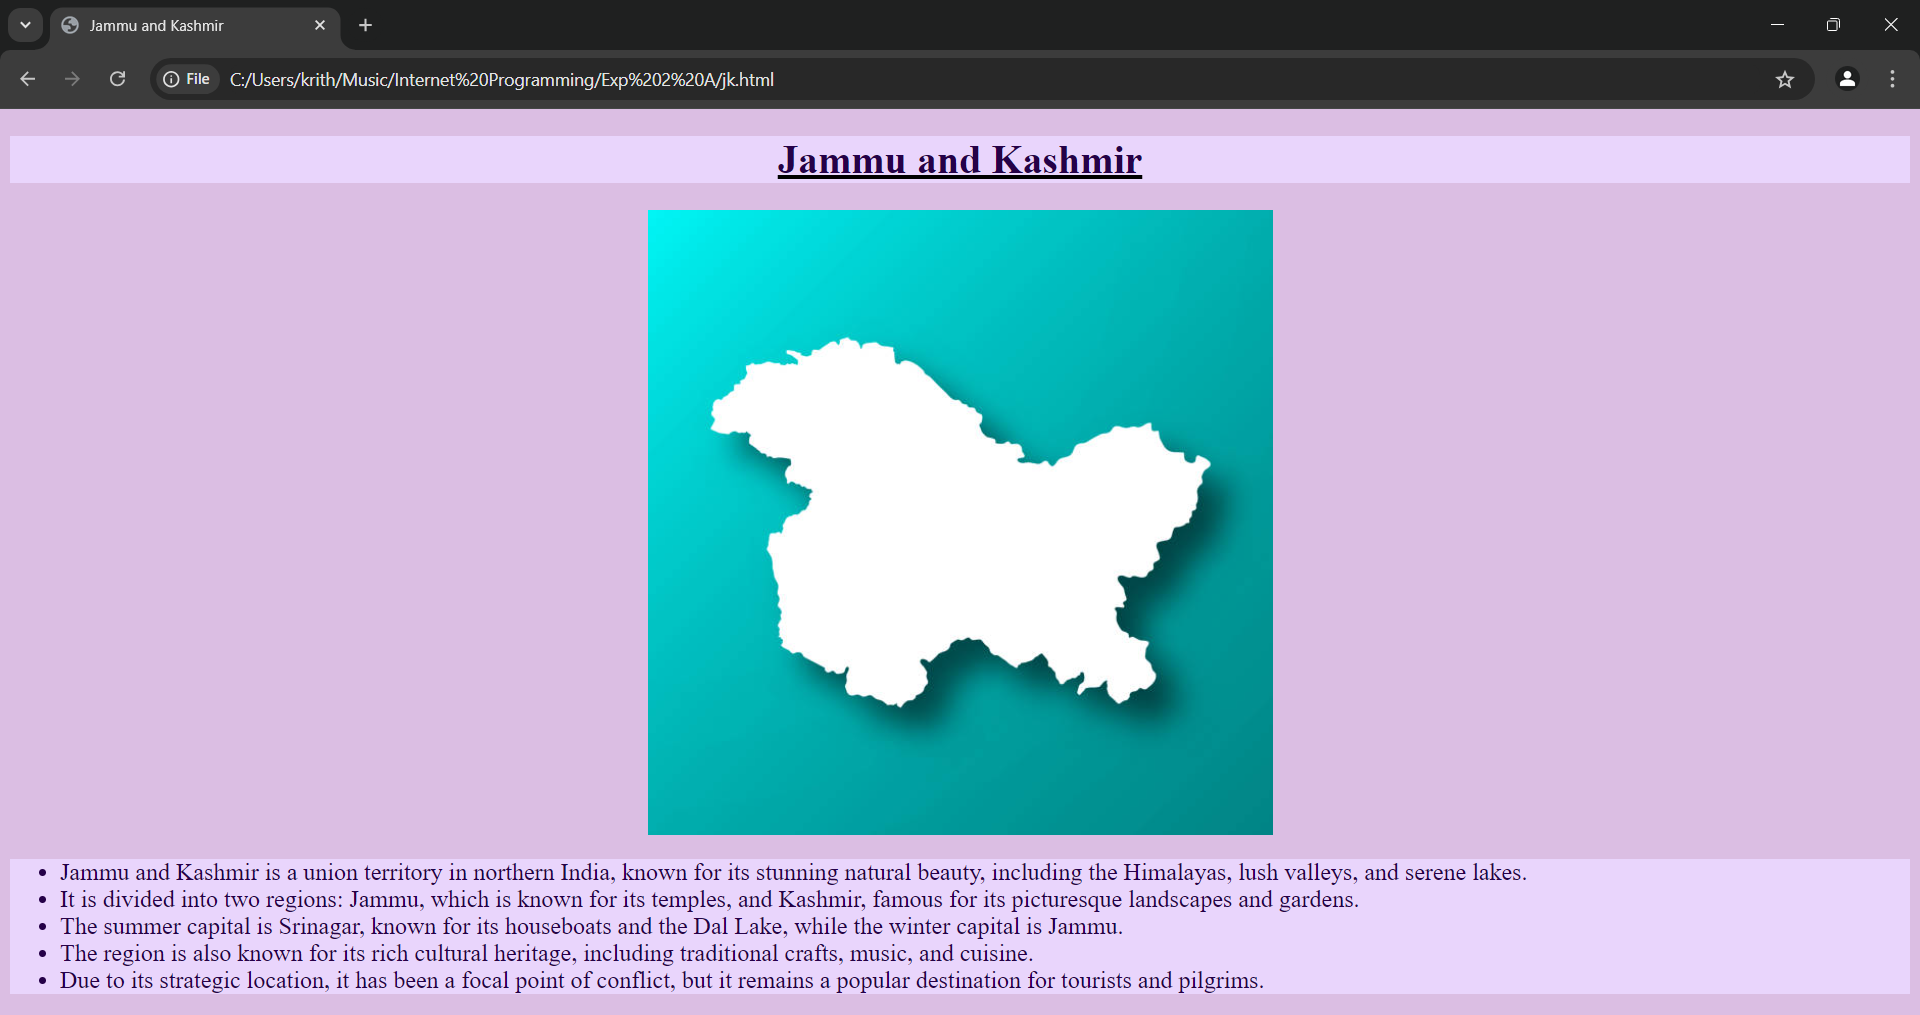 Jammu and Kashmir
File C:/Users/krith/Music/Internet%20Programming/Exp%202%20A/jk.html
Jammu and Kashmir
• Jammu and Kashmir is a union territory in northern India, known for its stunning natural beauty, including the Himalayas, lush valleys, and serene lakes.
• It is divided into two regions: Jammu, which is known for its temples, and Kashmir, famous for its picturesque landscapes and gardens.
• The summer capital is Srinagar, known for its houseboats and the Dal Lake, while the winter capital is Jammu.
• The region is also known for its rich cultural heritage, including traditional crafts, music, and cuisine.
• Due to its strategic location, it has been a focal point of conflict, but it remains a popular destination for tourists and pilgrims.